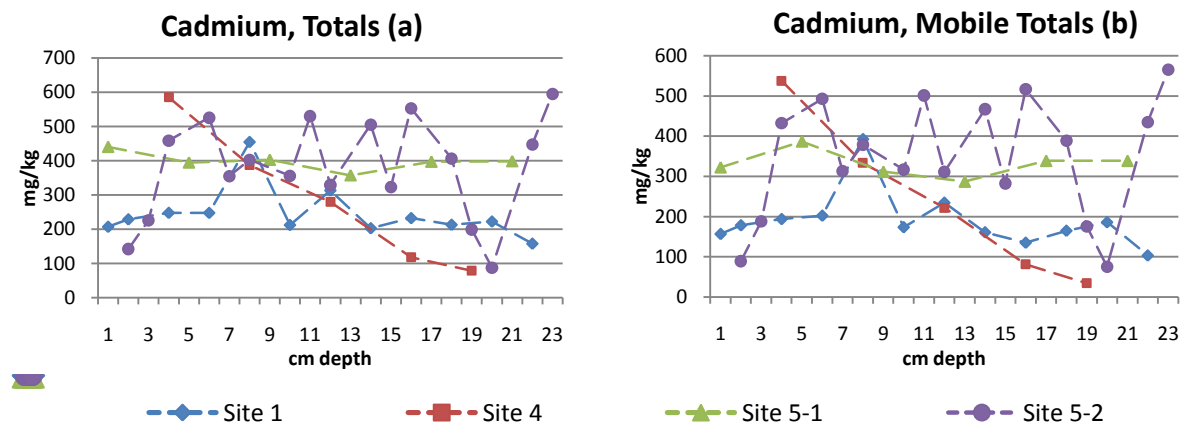 Cadmium, Totals (a)
700
600
500
400
300
200
100
0
mg/kg
1 3 5 7 9 11 13 15 17 19 21 23
cm depth
Cadmium, Mobile Totals (b)
600
500
400
300
200
100
0
mg/kg
1 3 5 7 9 11 13 15 17 19 21 23
cm depth
Site 1 Site 4 Site 5-1 Site 5-2